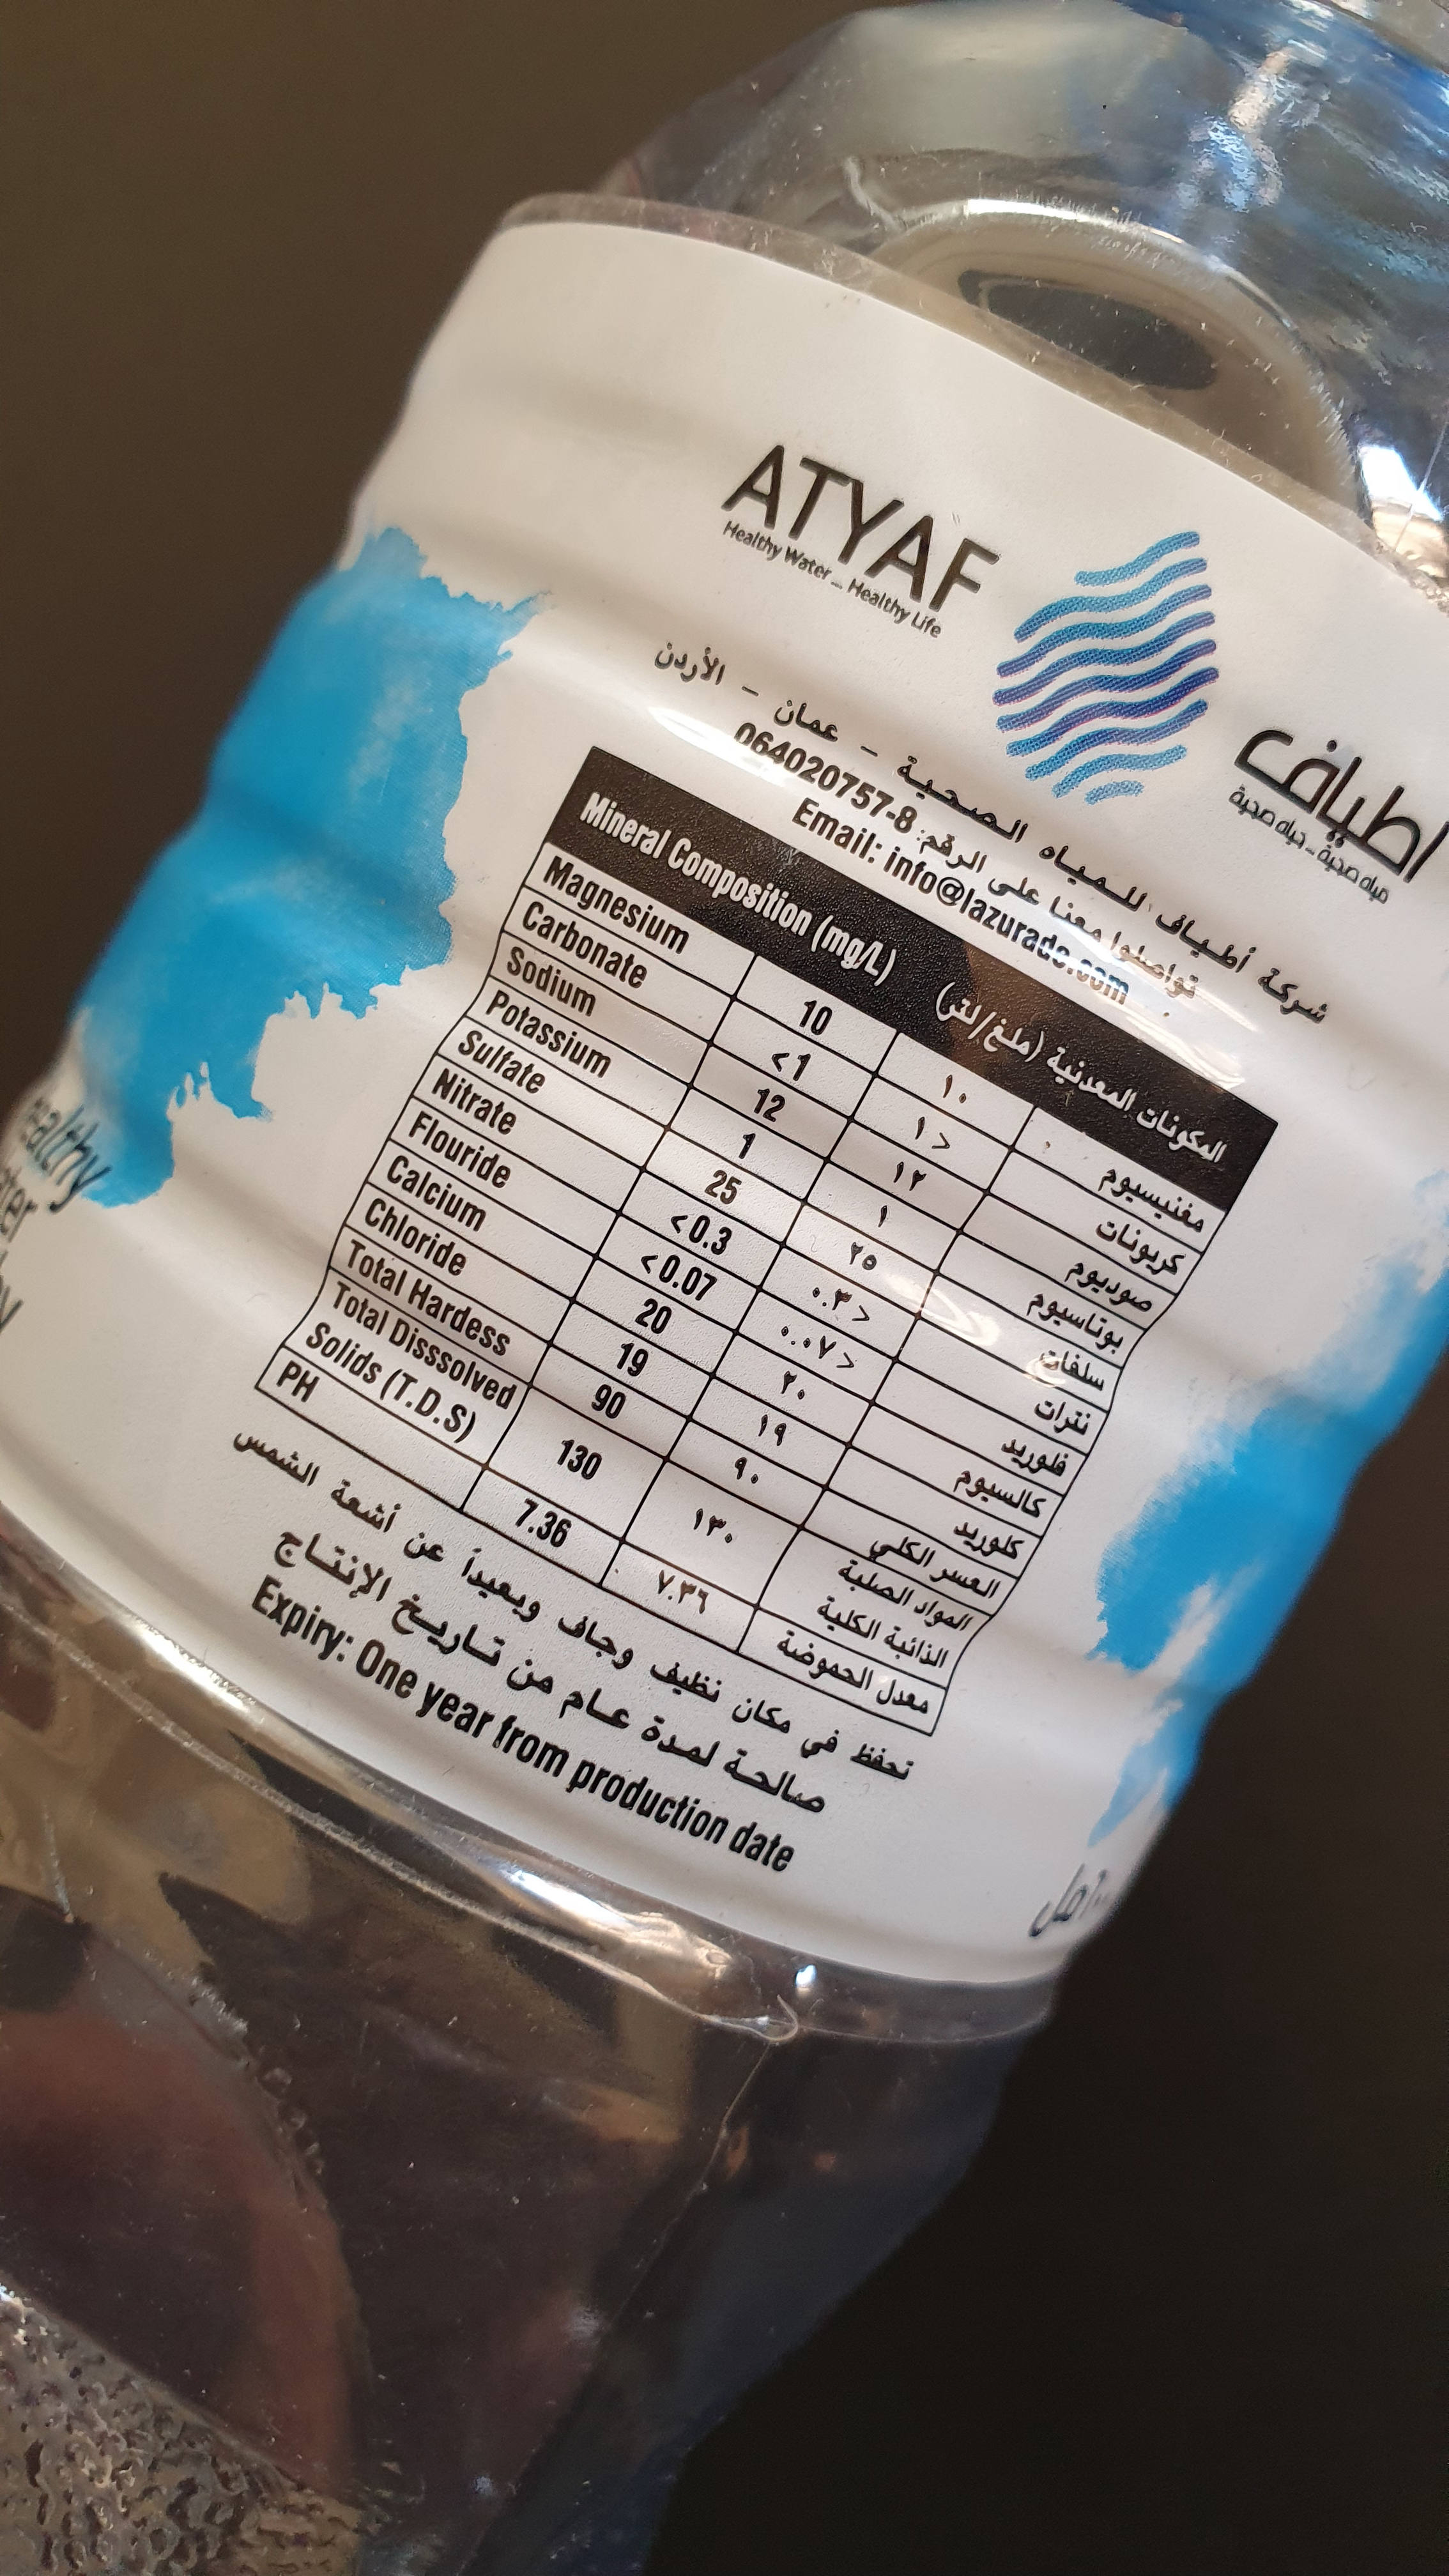 ATYAF
Healthy Water ... Healthy Life
اطياف
مياه صحية ... حياه صحية
شركة أطياف للمياه الصحية - عمان - الأردن
تواصلوا معنا على الرقم: 064020757-8
Email: info@lazurade.com
Mineral Composition (mg/L) المكونات المعدنية (ملغ/لتر)
Magnesium 10 ١٠ مغنيسيوم
Carbonate <1 ١> كربونات
Sodium 12 ١٢ صوديوم
Potassium 1 ١ بوتاسيوم
Sulfate 25 ٢٥ سلفات
Nitrate <0.3 ٠.٣> نترات
Flouride <0.07 ٠.٠٧> فلوريد
Calcium 20 ٢٠ كالسيوم
Chloride 19 ١٩ كلوريد
Total Hardess 90 ٩٠ العسر الكلي
Total Disssolved 130 ١٣٠ المواد الصلبة
Solids (T.D.S) الذائبة الكلية
PH 7.36 ٧.٣٦ معدل الحموضة
تحفظ في مكان نظيف وجاف وبعيداً عن أشعة الشمس
صالحة لمدة عام من تاريخ الإنتاج
Expiry: One year from production date